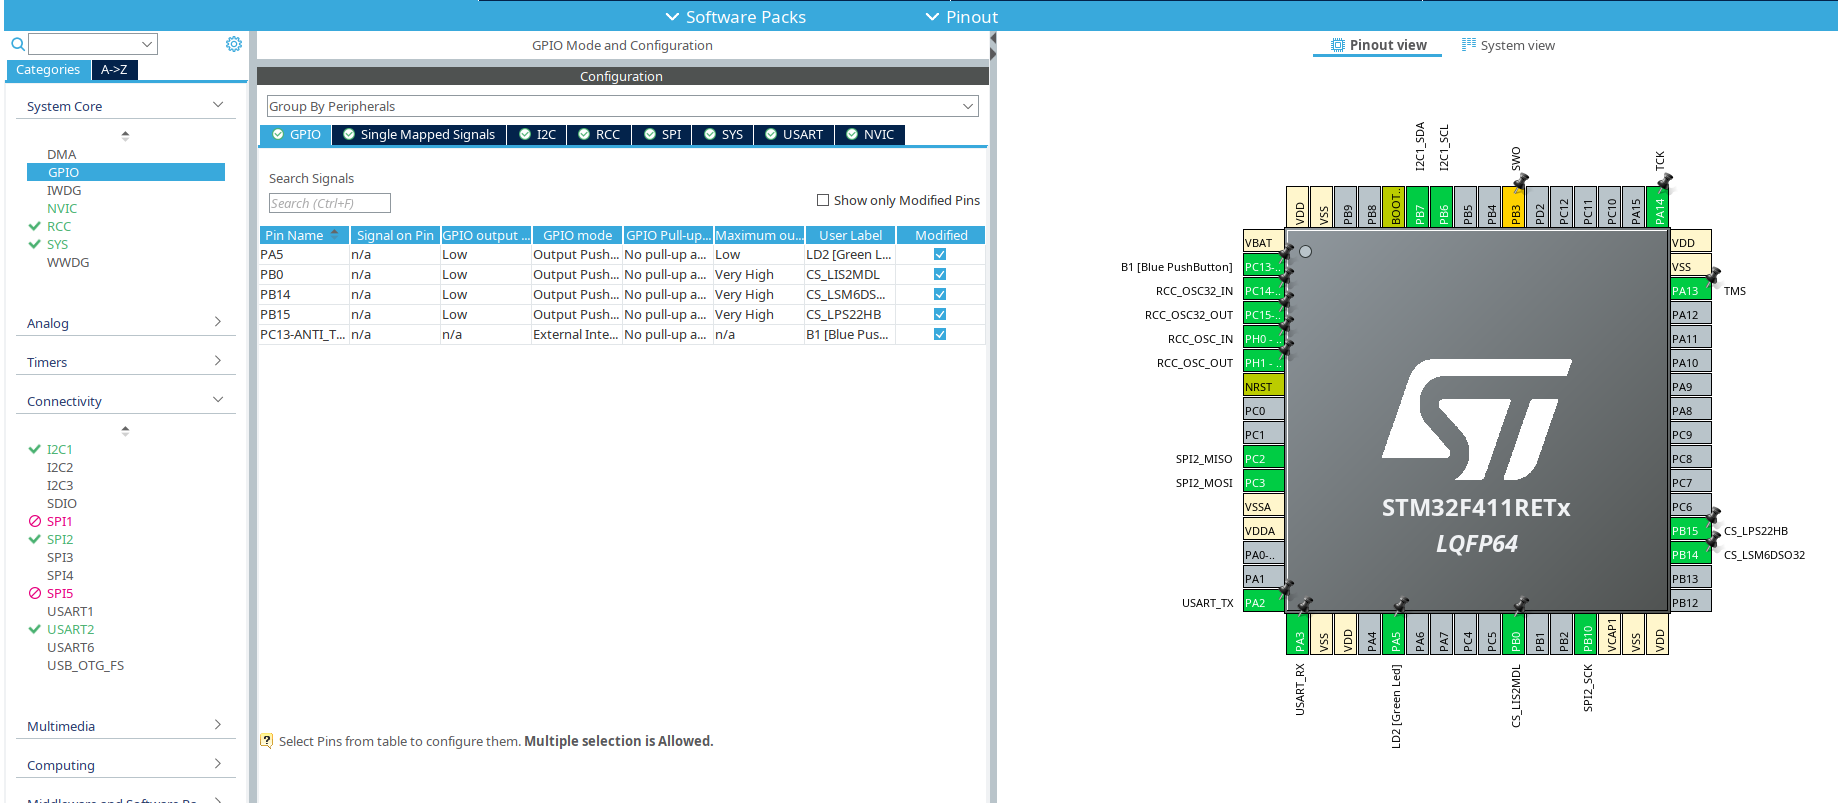 Software Packs
Pinout
GPIO Mode and Configuration
Pinout view
System view
Categories
A->Z
Configuration
System Core
Group By Peripherals
GPIO
Single Mapped Signals
I2C
RCC
SPI
SYS
USART
NVIC
DMA
GPIO
IWDG
NVIC
RCC
SYS
WWDG
Analog
Timers
Connectivity
I2C1
I2C2
I2C3
SDIO
SPI1
SPI2
SPI3
SPI4
SPI5
USART1
USART2
USART6
USB_OTG_FS
Multimedia
Computing
Search Signals
Search (Ctrl+F)
Show only Modified Pins
Pin Name Signal on Pin GPIO output ... GPIO mode GPIO Pull-up... Maximum ou... User Label Modified
PA5 n/a Low Output Push... No pull-up a... Low LD2 [Green L...
PB0 n/a Low Output Push... No pull-up a... Very High CS_LIS2MDL
PB14 n/a Low Output Push... No pull-up a... Very High CS_LSM6DS...
PB15 n/a Low Output Push... No pull-up a... Very High CS_LPS22HB
PC13-ANTI_T... n/a n/a External Inte... No pull-up a... n/a B1 [Blue Pus...
Select Pins from table to configure them. Multiple selection is Allowed.
I2C1_SDA
I2C1_SCL
SWO
TCK
VDD
VSS
PB9
PB8
BOOT..
PB7
PB6
PB5
PB4
PB3
PD2
PC12
PC11
PC10
PA15
PA14
VBAT
B1 [Blue PushButton] PC13-..
RCC_OSC32_IN PC14-..
RCC_OSC32_OUT PC15-..
RCC_OSC_IN PH0 - ..
RCC_OSC_OUT PH1 - ..
NRST
PC0
PC1
SPI2_MISO PC2
SPI2_MOSI PC3
VSSA
VDDA
PA0-..
PA1
USART_TX PA2
STM32F411RETx
LQFP64
VDD
VSS
PA13 TMS
PA12
PA11
PA10
PA9
PA8
PC9
PC8
PC7
PC6
PB15 CS_LPS22HB
PB14 CS_LSM6DSO32
PB13
PB12
PA3
VSS
VDD
PA4
PA5
PA6
PA7
PC4
PC5
PB0
PB1
PB2
PB10
VCAP1
VSS
VDD
USART_RX
LD2 [Green Led]
CS_LIS2MDL
SPI2_SCK